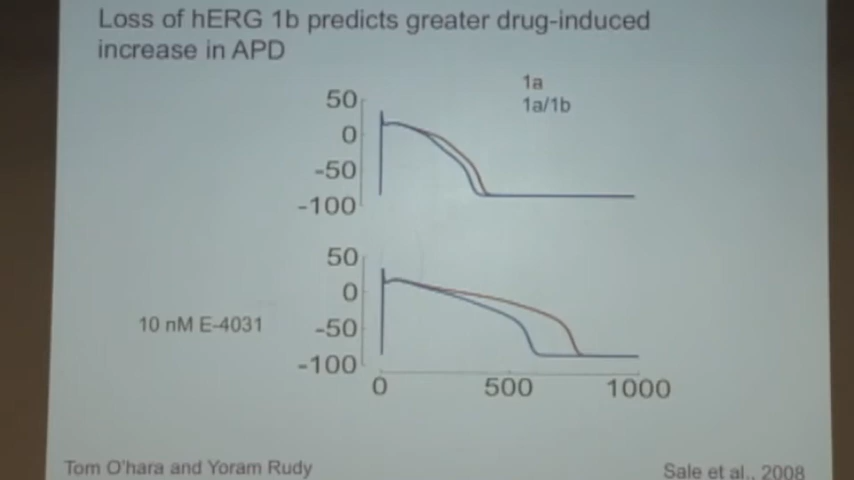 Loss of hERG 1b predicts greater drug-induced
increase in APD
1a
1a/1b
50
0
-50
-100
50
0
-50
-100
10 nM E-4031
0 500 1000
Tom O'hara and Yoram Rudy
Sale et al., 2008